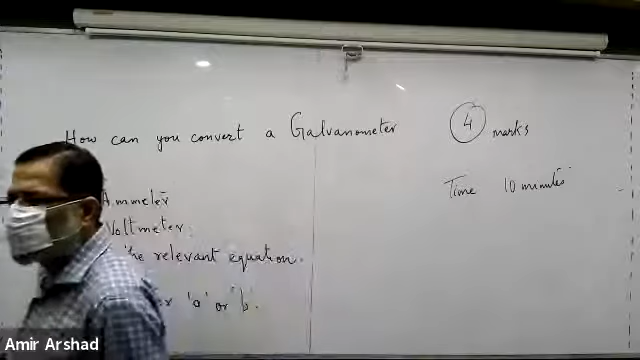 How can you convert a Galvanometer
4 marks
Time 10 minutes
Ammeter
Voltmeter
the relevant equation.
'a' or 'b'.
Amir Arshad